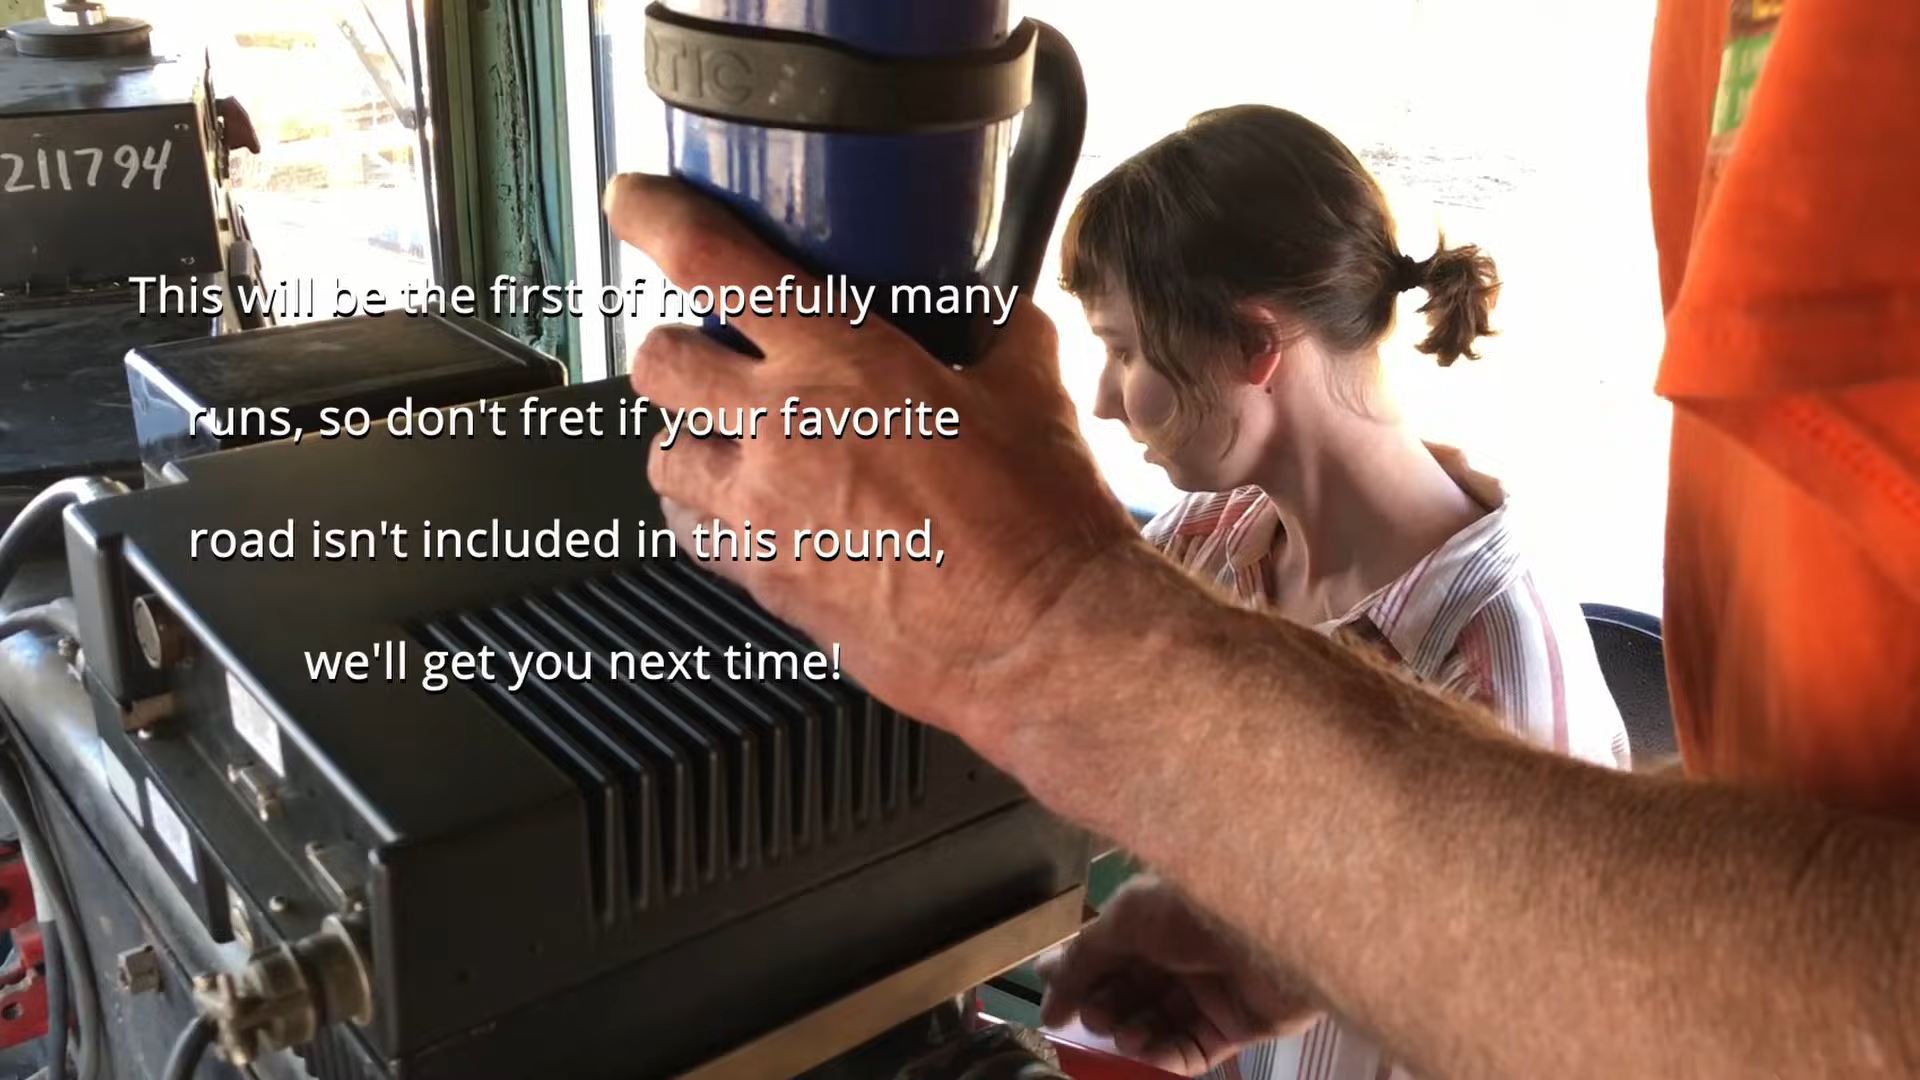 RTIC
211794
This will be the first of hopefully many
runs, so don't fret if your favorite
road isn't included in this round,
we'll get you next time!